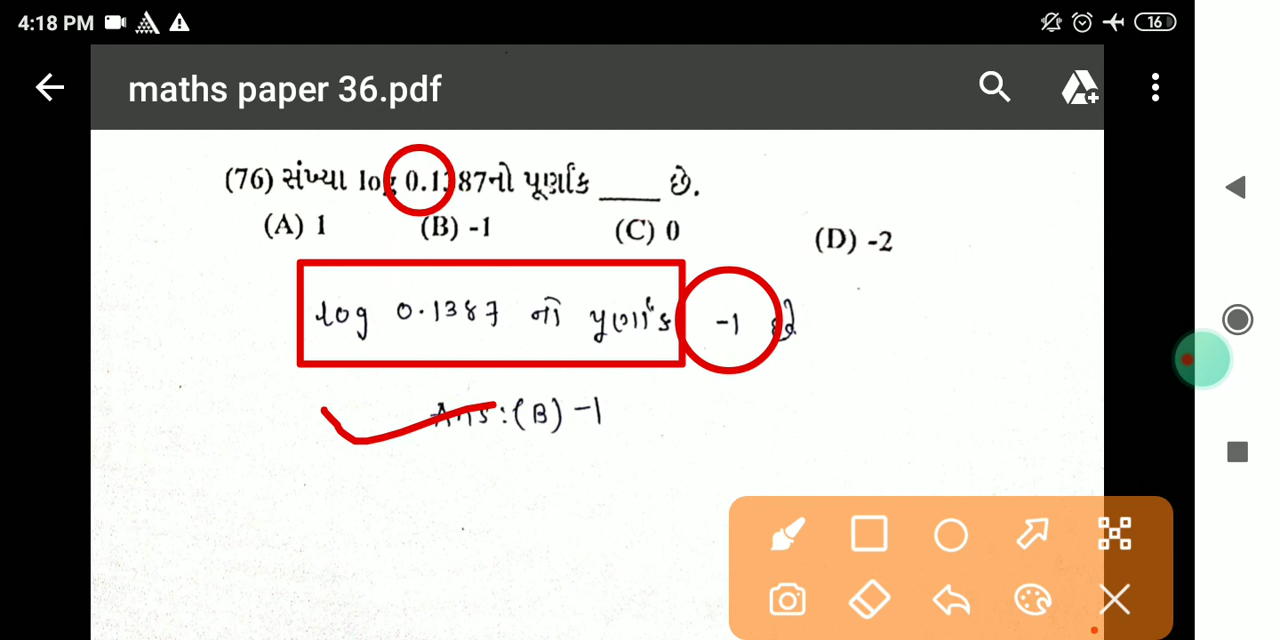 4:18 PM
16
maths paper 36.pdf
(76) સંખ્યા log 0.1387નો પૂર્ણાંક ____ છે.
(A) 1 (B) -1 (C) 0 (D) -2
log 0.1387 નો પૂર્ણાંક -1 છે
Ans:(B) -1